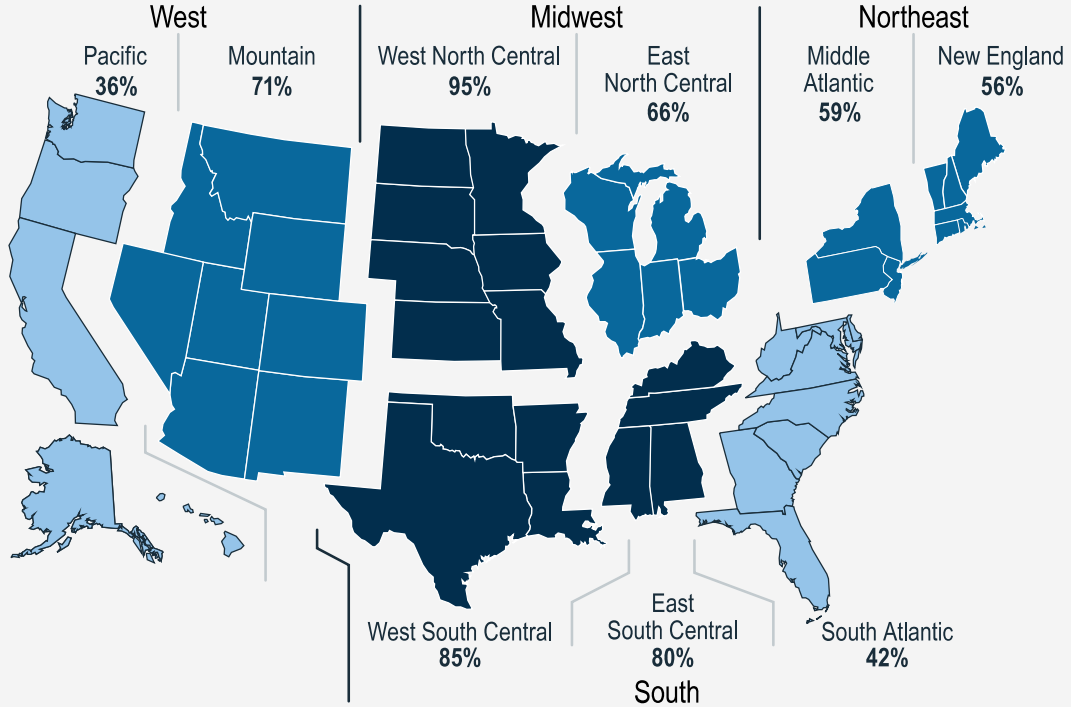 West
Midwest
Northeast
Pacific
36%
Mountain
71%
West North Central
95%
East
North Central
66%
Middle
Atlantic
59%
New England
56%
West South Central
85%
East
South Central
80%
South Atlantic
42%
South